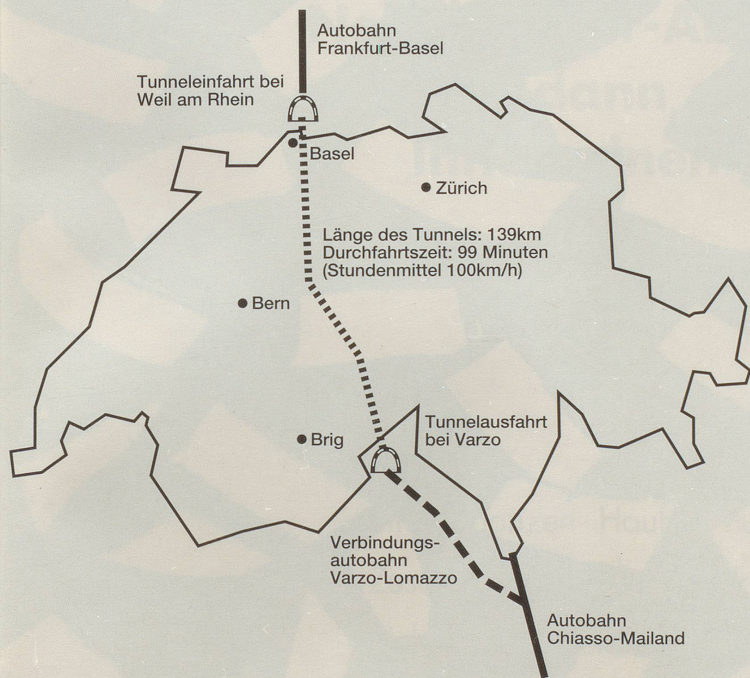 Autobahn
Frankfurt-Basel
Tunneleinfahrt bei
Weil am Rhein
Basel
Zürich
Länge des Tunnels: 139km
Durchfahrtszeit: 99 Minuten
(Stundenmittel 100km/h)
Bern
Tunnelausfahrt
bei Varzo
Brig
Verbindungs-
autobahn
Varzo-Lomazzo
Autobahn
Chiasso-Mailand